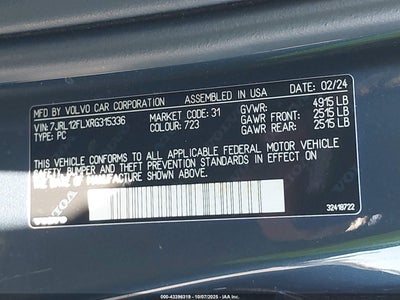 MFD. BY VOLVO CAR CORPORATION ASSEMBLED IN USA DATE: 02/24
VIN: 7JRL12FLXRG315336 MARKET CODE: 31 GVWR: 4915 LB
TYPE: PC COLOUR: 723 GAWR FRONT: 2515 LB
GAWR REAR: 2515 LB
THIS VEHICLE CONFORMS TO ALL APPLICABLE FEDERAL MOTOR VEHICLE
SAFETY, BUMPER AND THEFT PREVENTION STANDARDS IN EFFECT ON
THE DATE OF MANUFACTURE SHOWN ABOVE.
VOLVO
32418722
000-43396319 - 10/07/2025 - IAA Inc.